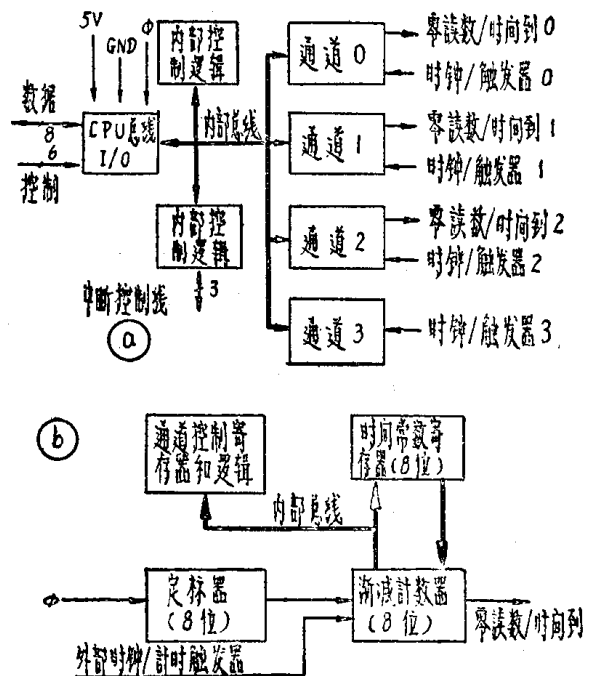 5V
GND
φ
内部控
制逻辑
数据
8
CPU总线
I/O
6
控制
内部总线
内部控
制逻辑
3
中断控制线
a
通道 0
零読数/时间到 0
时钟/触发器 0
通道 1
零読数/时间到 1
时钟/触发器 1
通道 2
零読数/时间到 2
时钟/触发器 2
通道 3
时钟/触发器 3
b
通道控制寄
存器和逻辑
时间常数寄
存器(8位)
内部总线
φ
定标器
(8位)
渐减計数器
(8位)
零読数/时间到
外部时钟/計时触发器